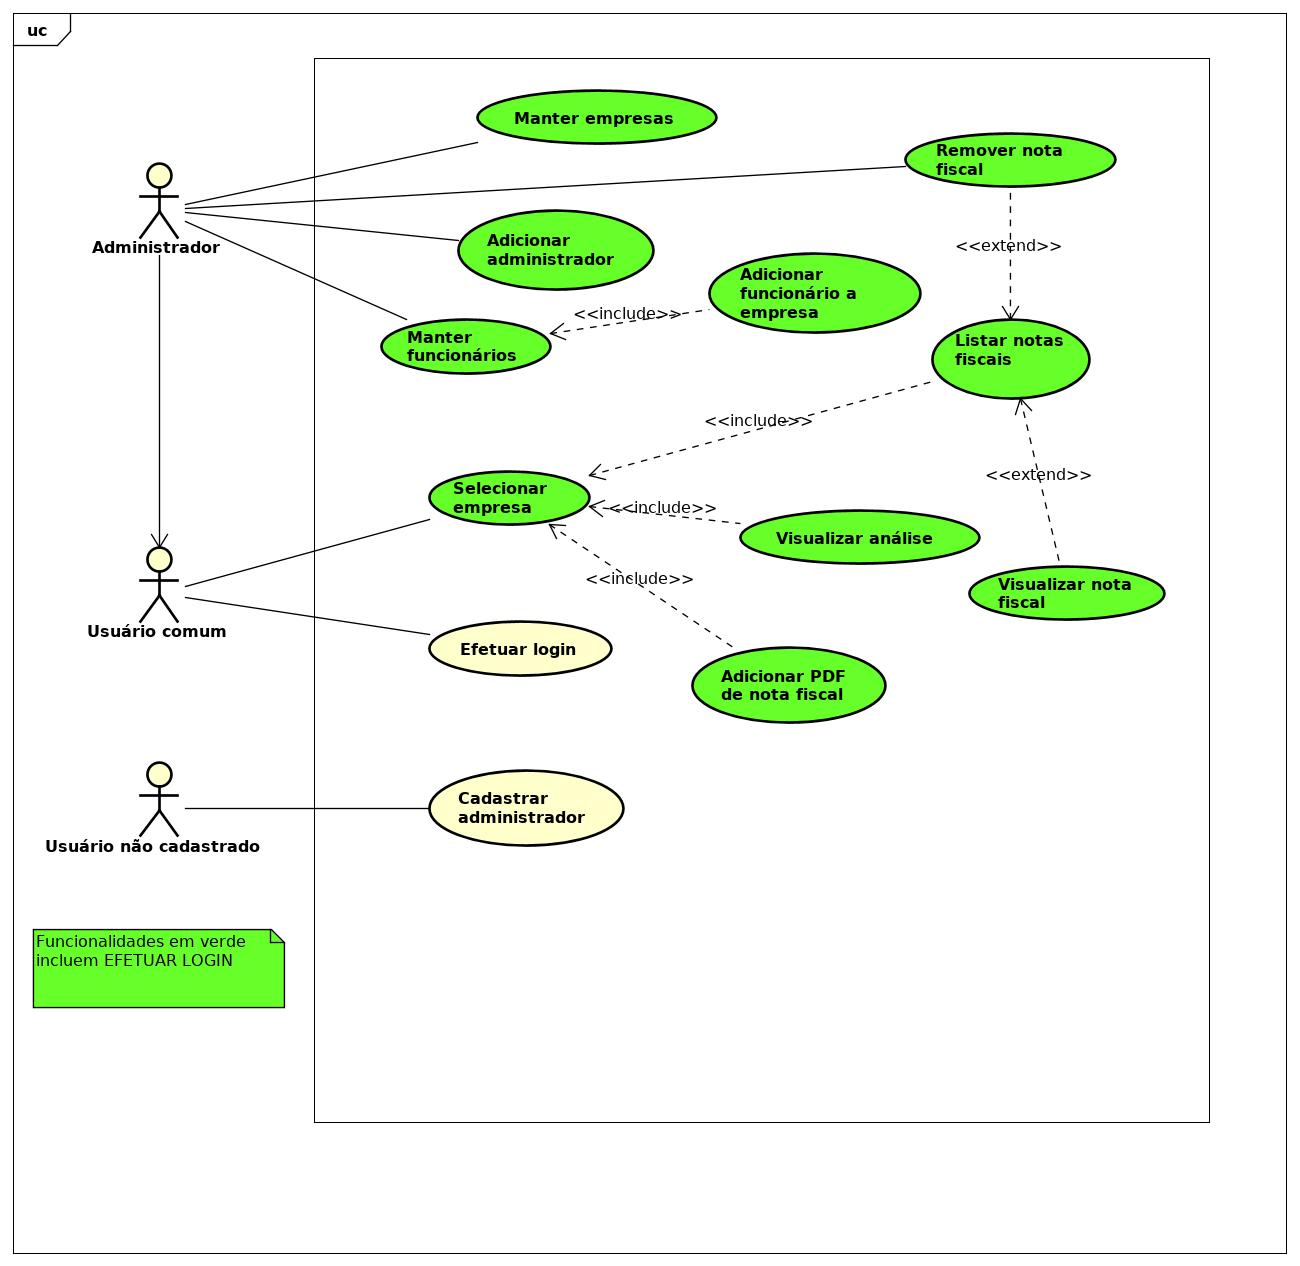 uc
Manter empresas
Remover nota
fiscal
Administrador
Adicionar
administrador
<<extend>>
Adicionar
funcionário a
empresa
<<include>>
Manter
funcionários
Listar notas
fiscais
<<include>>
<<extend>>
Selecionar
empresa
<<include>>
Visualizar análise
<<include>>
Visualizar nota
fiscal
Usuário comum
Efetuar login
Adicionar PDF
de nota fiscal
Cadastrar
administrador
Usuário não cadastrado
Funcionalidades em verde
incluem EFETUAR LOGIN